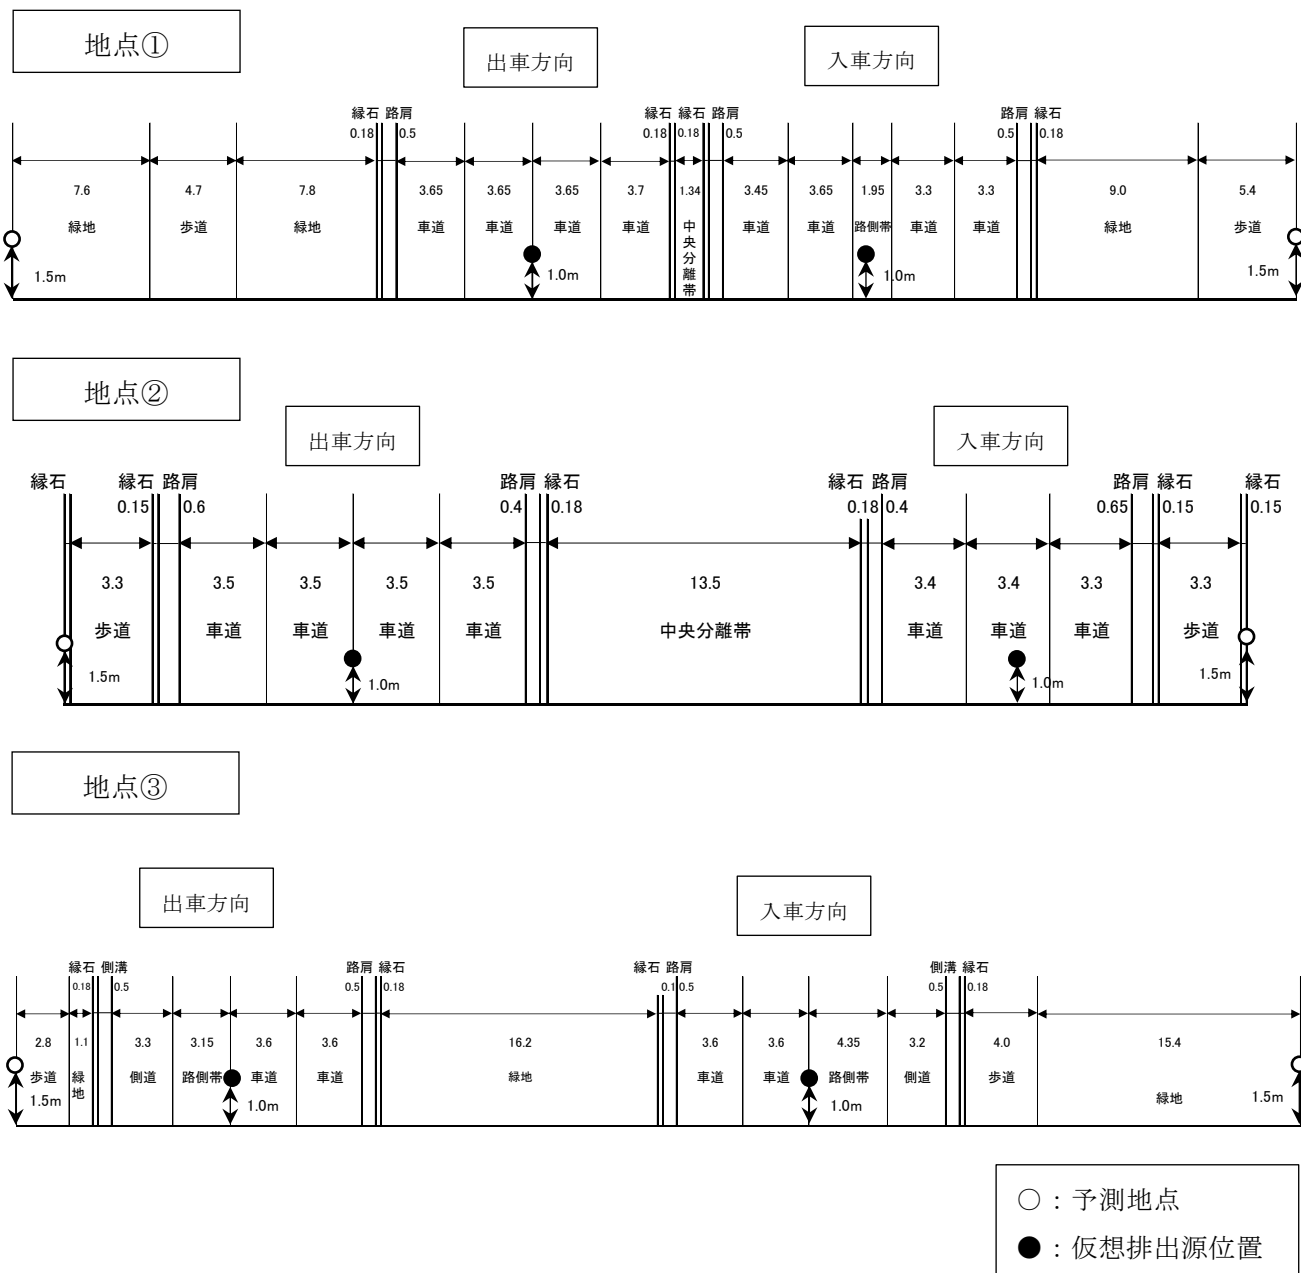 地点①
出車方向
入車方向
縁石 路肩 縁石 縁石 路肩 路肩 縁石
0.18 0.5 0.18 0.18 0.5 0.5 0.18
7.6 4.7 7.8 3.65 3.65 3.65 3.7 1.34 3.45 3.65 1.95 3.3 3.3 9.0 5.4
緑地 歩道 緑地 車道 車道 車道 車道 中央分離帯 車道 車道 路側帯 車道 車道 緑地 歩道
1.5m 1.0m 1.0m 1.5m
地点②
出車方向
入車方向
縁石 縁石 路肩 路肩 縁石 縁石 路肩 路肩 縁石 縁石
0.15 0.6 0.4 0.18 0.18 0.4 0.65 0.15 0.15
3.3 3.5 3.5 3.5 3.5 13.5 3.4 3.4 3.3 3.3
歩道 車道 車道 車道 車道 中央分離帯 車道 車道 車道 歩道
1.5m 1.0m 1.0m 1.5m
地点③
出車方向
入車方向
縁石 側溝 路肩 縁石 縁石 路肩 側溝 縁石
0.18 0.5 0.5 0.18 0.1 0.5 0.5 0.18
2.8 1.1 3.3 3.15 3.6 3.6 16.2 3.6 3.6 4.35 3.2 4.0 15.4
歩道 緑地 側道 路側帯 車道 車道 緑地 車道 車道 路側帯 側道 歩道 緑地
1.5m 1.0m 1.0m 1.5m
○：予測地点
●：仮想排出源位置